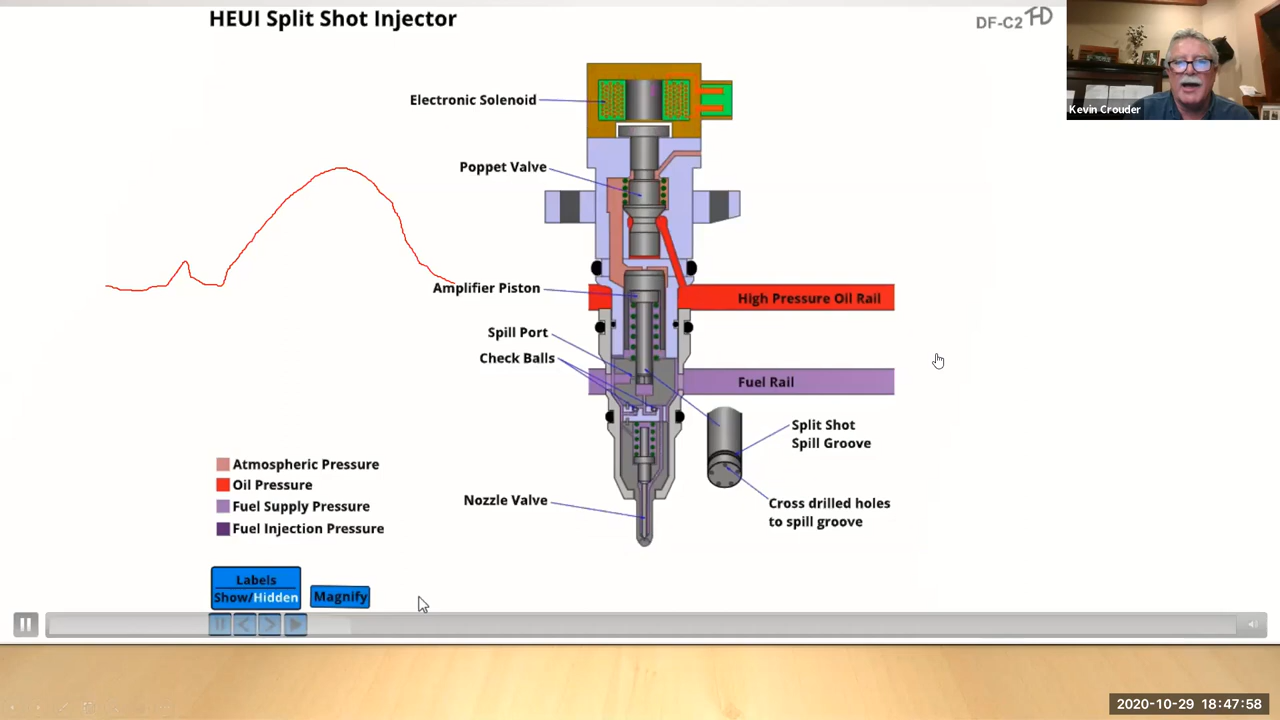 HEUI Split Shot Injector
DF-C2 HD
Kevin Crouder
Electronic Solenoid
Poppet Valve
Amplifier Piston
High Pressure Oil Rail
Spill Port
Check Balls
Fuel Rail
Split Shot
Spill Groove
Nozzle Valve
Cross drilled holes
to spill groove
Atmospheric Pressure
Oil Pressure
Fuel Supply Pressure
Fuel Injection Pressure
Labels
Show/Hidden
Magnify
2020-10-29 18:47:58